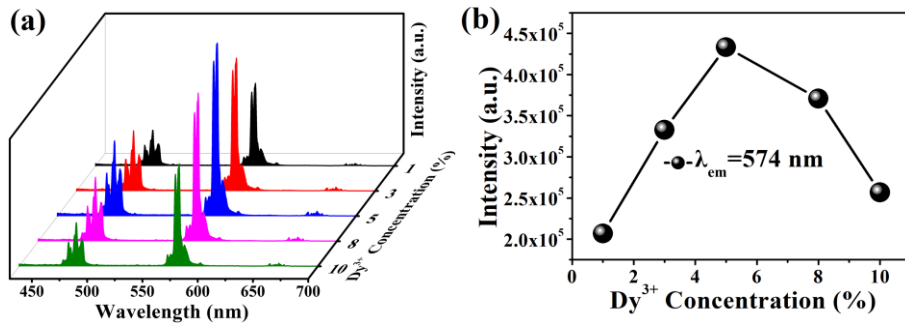 (a)
Intensity (a.u.)
1
3
5
8
10
Dy³⁺ Concentration (%)
450 500 550 600 650 700
Wavelength (nm)
(b)
4.5x10⁵
4.0x10⁵
3.5x10⁵
3.0x10⁵
2.5x10⁵
2.0x10⁵
Intensity (a.u.)
λem=574 nm
0 2 4 6 8 10
Dy³⁺ Concentration (%)